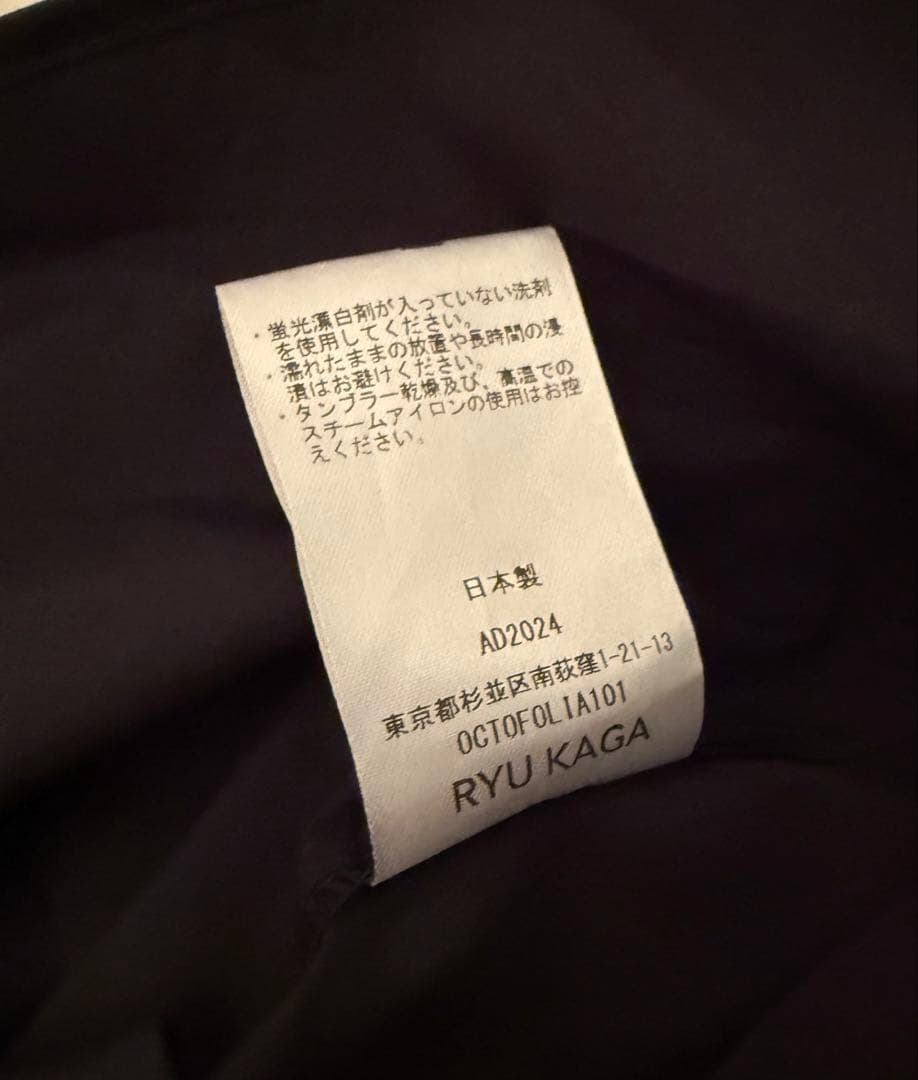 ・蛍光漂白剤が入っていない洗剤
を使用してください。
・濡れたままの放置や長時間の浸
漬はお避けください。
・タンブラー乾燥及び、高温での
スチームアイロンの使用はお控
えください。
日本製
AD2024
東京都杉並区南荻窪1-21-13
OCTOFOLIA101
RYU KAGA